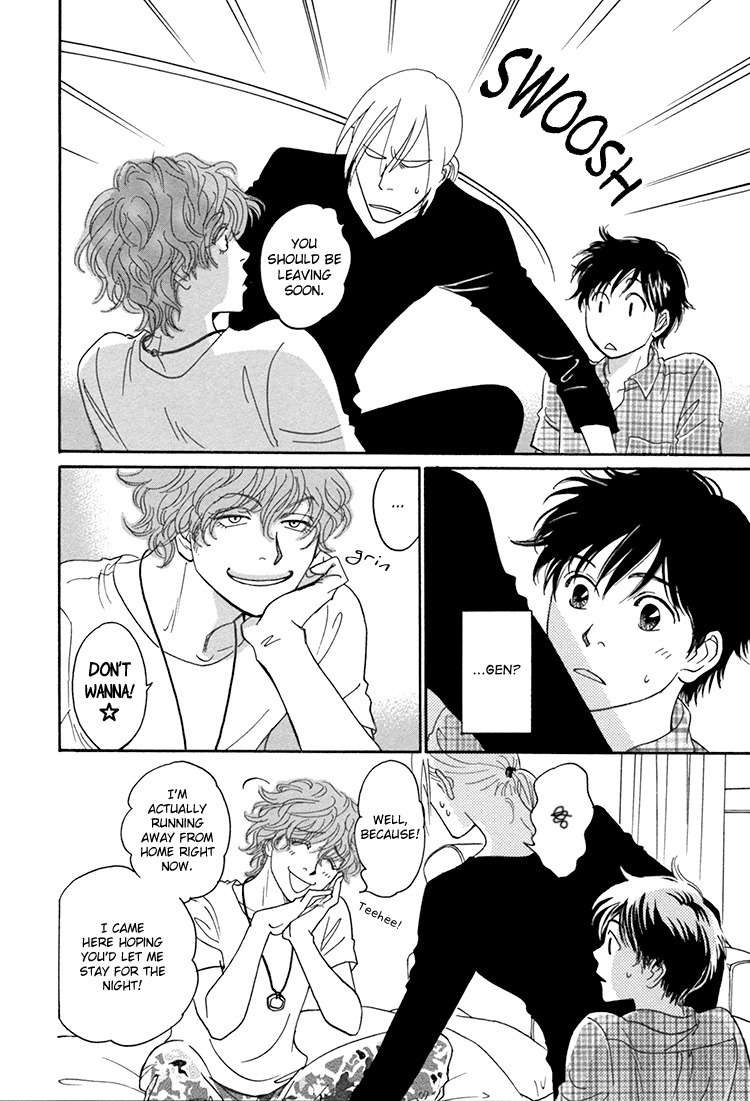 SWOOSH
YOU
SHOULD BE
LEAVING
SOON.
...GEN?
...
grin
DON'T
WANNA!
☆
WELL,
BECAUSE!
Teehee!
I'M
ACTUALLY
RUNNING
AWAY FROM
HOME RIGHT
NOW.
I CAME
HERE HOPING
YOU'D LET ME
STAY FOR THE
NIGHT!